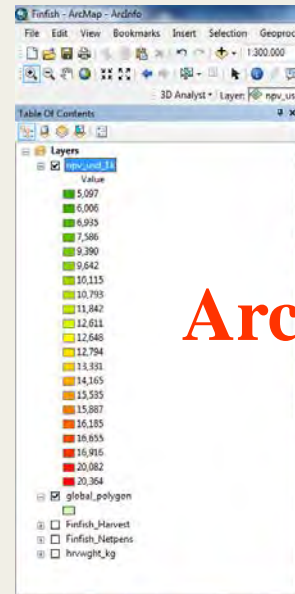 Finfish - ArcMap - ArcInfo
File Edit View Bookmarks Insert Selection Geoproc
1:300.000
3D Analyst Layer: npv_us
Table Of Contents
Layers
npv_usd_1k
Value
5,097
6,006
6,935
7,586
9,390
9,642
10,115
10,793
11,842
12,611
12,648
12,794
13,331
14,165
15,535
15,887
16,185
16,655
16,916
20,082
20,364
global_polygon
Finfish_Harvest
Finfish_Netpens
hrvwght_kg
Arc